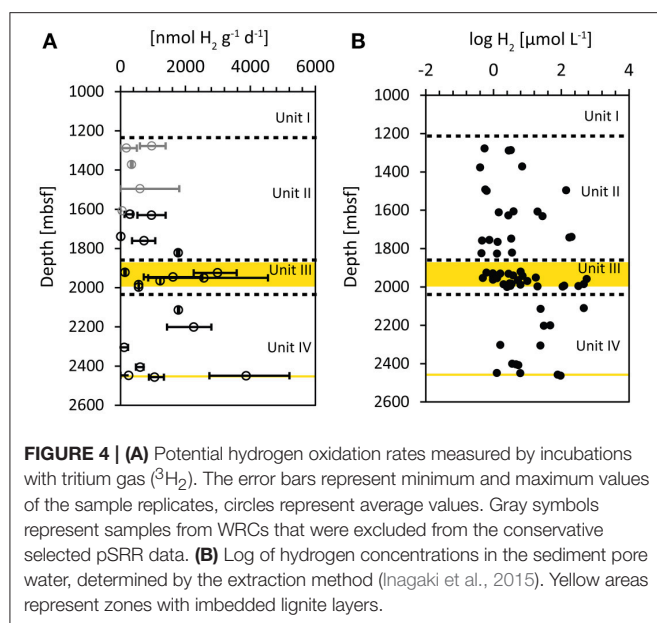 A
[nmol H₂ g⁻¹ d⁻¹]
0 2000 4000 6000
Depth [mbsf]
1000
1200
1400
1600
1800
2000
2200
2400
2600
Unit I
Unit II
Unit III
Unit IV
B
log H₂ [µmol L⁻¹]
-2 0 2 4
Depth [mbsf]
1000
1200
1400
1600
1800
2000
2200
2400
2600
Unit I
Unit II
Unit III
Unit IV
FIGURE 4 | (A) Potential hydrogen oxidation rates measured by incubations
with tritium gas (³H₂). The error bars represent minimum and maximum values
of the sample replicates, circles represent average values. Gray symbols
represent samples from WRCs that were excluded from the conservative
selected pSRR data. (B) Log of hydrogen concentrations in the sediment pore
water, determined by the extraction method (Inagaki et al., 2015). Yellow areas
represent zones with imbedded lignite layers.